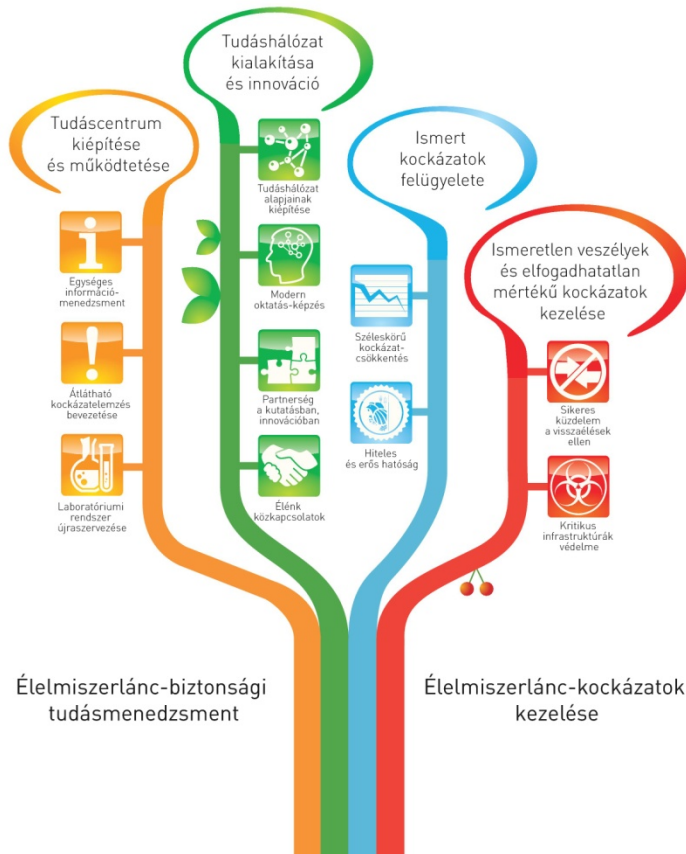 Tudáscentrum
kiépítése
és működtetése
Egységes
információ-
menedzsment
Átlátható
kockázatelemzés
bevezetése
Laboratóriumi
rendszer
újraszervezése
Tudáshálózat
kialakítása
és innováció
Tudáshálózat
alapjainak
kiépítése
Modern
oktatás-képzés
Partnerség
a kutatásban,
innovációban
Élénk
közkapcsolatok
Ismert
kockázatok
felügyelete
Széleskörű
kockázat-
csökkentés
Hiteles
és erős hatóság
Ismeretlen veszélyek
és elfogadhatatlan
mértékű kockázatok
kezelése
Sikeres
küzdelem
a visszaélések
ellen
Kritikus
infrastruktúrák
védelme
Élelmiszerlánc-biztonsági
tudásmenedzsment
Élelmiszerlánc-kockázatok
kezelése